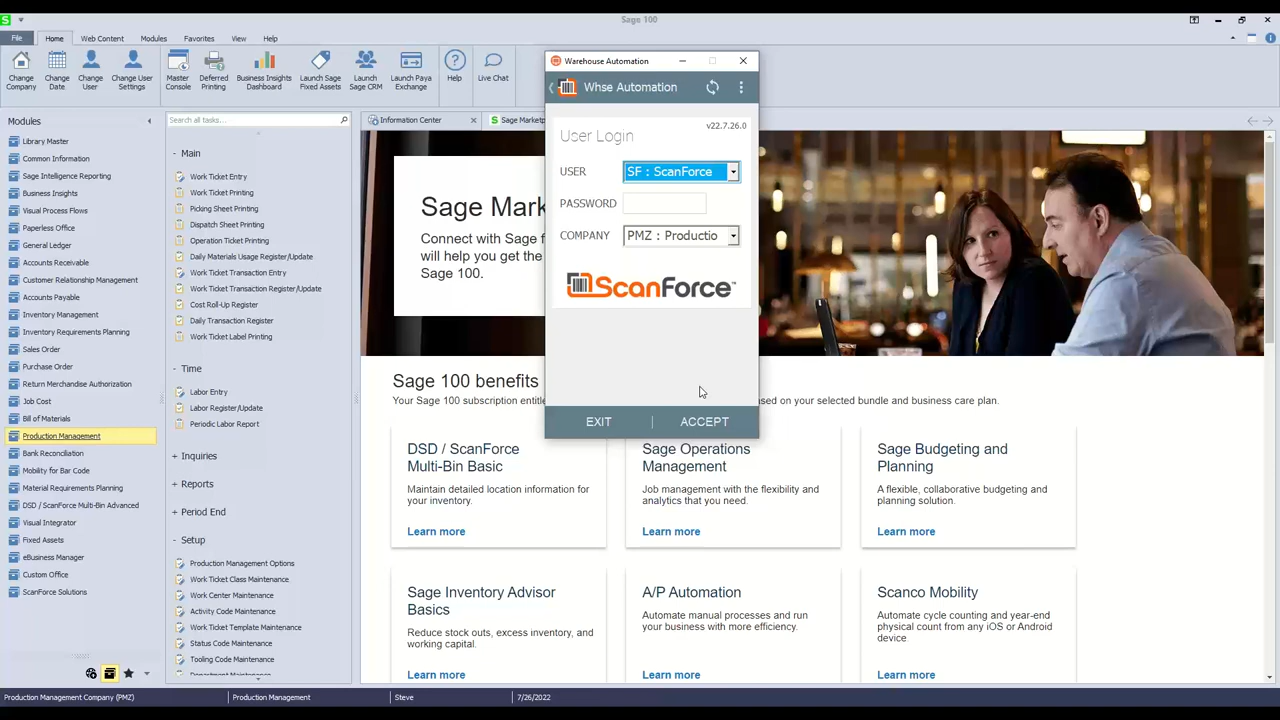 Sage 100
File
Home
Web Content
Modules
Favorites
View
Help
Change Company
Change Date
Change User
Change User Settings
Master Console
Deferred Printing
Business Insights Dashboard
Launch Sage Fixed Assets
Launch Sage CRM
Launch Paya Exchange
Help
Live Chat
Modules
Library Master
Common Information
Sage Intelligence Reporting
Business Insights
Visual Process Flows
Paperless Office
General Ledger
Accounts Receivable
Customer Relationship Management
Accounts Payable
Inventory Management
Inventory Requirements Planning
Sales Order
Purchase Order
Return Merchandise Authorization
Job Cost
Bill of Materials
Production Management
Bank Reconciliation
Mobility for Bar Code
Material Requirements Planning
DSD / ScanForce Multi-Bin Advanced
Visual Integrator
Fixed Assets
eBusiness Manager
Custom Office
ScanForce Solutions
Search all tasks...
- Main
Work Ticket Entry
Work Ticket Printing
Picking Sheet Printing
Dispatch Sheet Printing
Operation Ticket Printing
Daily Materials Usage Register/Update
Work Ticket Transaction Entry
Work Ticket Transaction Register/Update
Cost Roll-Up Register
Daily Transaction Register
Work Ticket Label Printing
- Time
Labor Entry
Labor Register/Update
Periodic Labor Report
+ Inquiries
+ Reports
+ Period End
- Setup
Production Management Options
Work Ticket Class Maintenance
Work Center Maintenance
Activity Code Maintenance
Work Ticket Template Maintenance
Status Code Maintenance
Tooling Code Maintenance
Department Maintenance
Information Center
Sage Marketp
Sage Mark
Connect with Sage f
will help you get the
Sage 100.
Warehouse Automation
Whse Automation
v22.7.26.0
User Login
USER
SF : ScanForce
PASSWORD
COMPANY
PMZ : Productio
ScanForce™
EXIT | ACCEPT
Sage 100 benefits
Your Sage 100 subscription entitle
sed on your selected bundle and business care plan.
DSD / ScanForce
Multi-Bin Basic
Maintain detailed location information for
your inventory.
Learn more
Sage Operations
Management
Job management with the flexibility and
analytics that you need.
Learn more
Sage Budgeting and
Planning
A flexible, collaborative budgeting and
planning solution.
Learn more
Sage Inventory Advisor
Basics
Reduce stock outs, excess inventory, and
working capital.
Learn more
A/P Automation
Automate manual processes and run
your business with more efficiency.
Learn more
Scanco Mobility
Automate cycle counting and year-end
physical count from any iOS or Android
device.
Learn more
Production Management Company (PMZ)
Production Management
Steve
7/26/2022